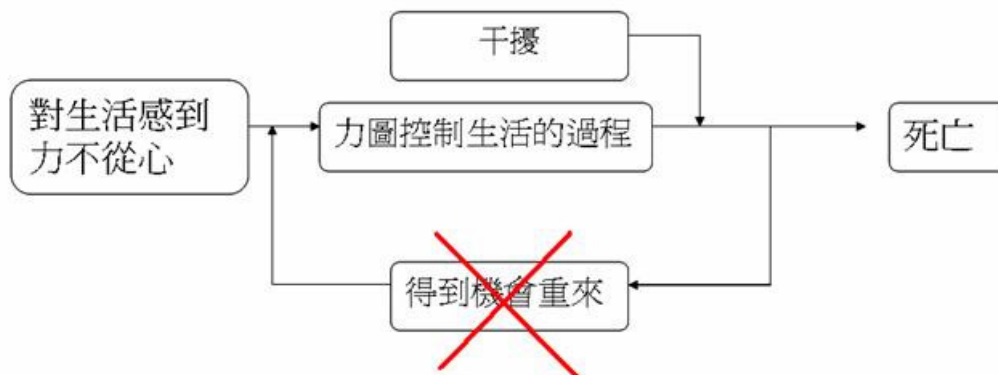 干擾
對生活感到
力不從心
力圖控制生活的過程
死亡
得到機會重來